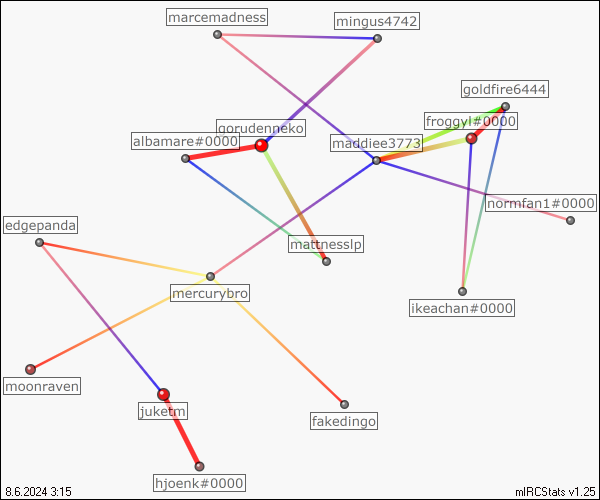 marcemadness
mingus4742
goldfire6444
froggyl#0000
gorudenneko
albamare#0000
maddiee3773
normfan1#0000
edgepanda
mattnesslp
mercurybro
ikeachan#0000
moonraven
juketm
fakedingo
hjoenk#0000
8.6.2024 3:15
mIRCStats v1.25